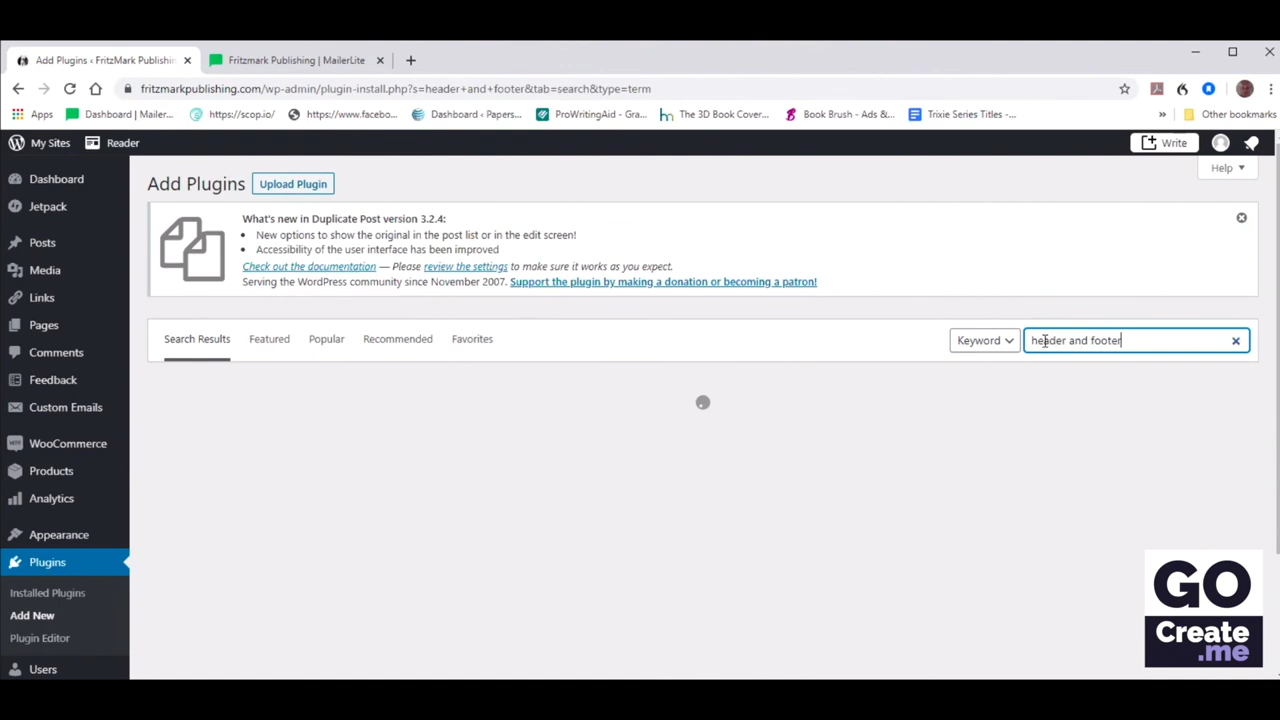 Add Plugins ‹ FritzMark Publishin
Fritzmark Publishing | MailerLite
fritzmarkpublishing.com/wp-admin/plugin-install.php?s=header+and+footer&tab=search&type=term
Apps
Dashboard | Mailer...
https://scop.io/
https://www.facebo...
Dashboard ‹ Papers...
ProWritingAid - Gra...
The 3D Book Cover...
Book Brush - Ads &...
Trixie Series Titles -...
»
Other bookmarks
My Sites
Reader
Write
Dashboard
Jetpack
Posts
Media
Links
Pages
Comments
Feedback
Custom Emails
WooCommerce
Products
Analytics
Appearance
Plugins
Installed Plugins
Add New
Plugin Editor
Users
Help
Add Plugins
Upload Plugin
What's new in Duplicate Post version 3.2.4:
• New options to show the original in the post list or in the edit screen!
• Accessibility of the user interface has been improved
Check out the documentation — Please review the settings to make sure it works as you expect.
Serving the WordPress community since November 2007. Support the plugin by making a donation or becoming a patron!
Search Results
Featured
Popular
Recommended
Favorites
Keyword
header and footer
GO
Create
.me